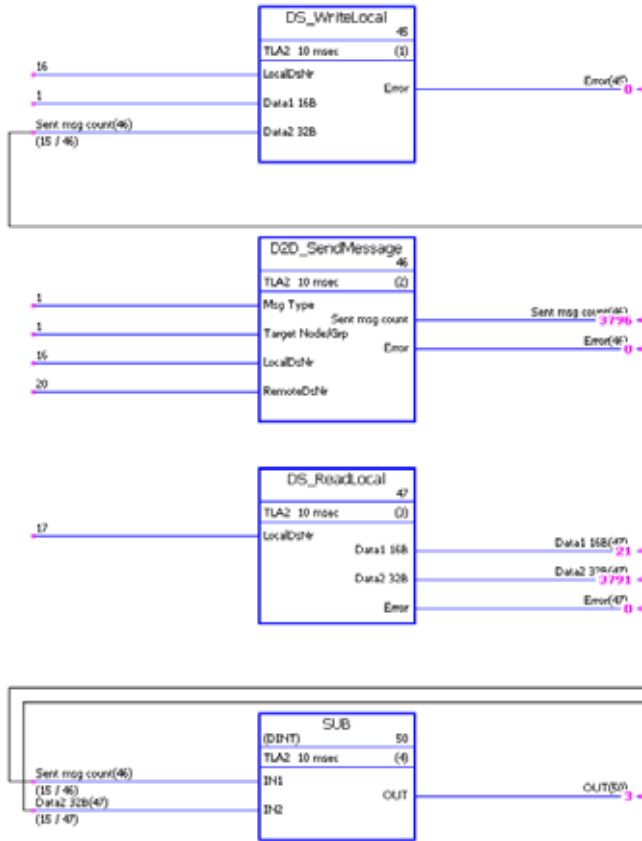 DS_WriteLocal
45
TLA2 10 msec (1)
16
LocalDsNr
Error
Error(45)
0
1
Data1 16B
Sent msg count(46)
Data2 32B
(15 / 46)
D2D_SendMessage
46
TLA2 10 msec (2)
1
Msg Type
Sent msg count
Sent msg count(46)
3796
1
Target Node/Grp
Error
Error(46)
0
16
LocalDsNr
20
RemoteDsNr
DS_ReadLocal
47
TLA2 10 msec (3)
17
LocalDsNr
Data1 16B
Data1 16B(47)
21
Data2 32B
Data2 32B(47)
3791
Error
Error(47)
0
SUB
(DINT) 50
TLA2 10 msec (4)
Sent msg count(46)
IN1
(15 / 46)
OUT
OUT(50)
3
Data2 32B(47)
IN2
(15 / 47)